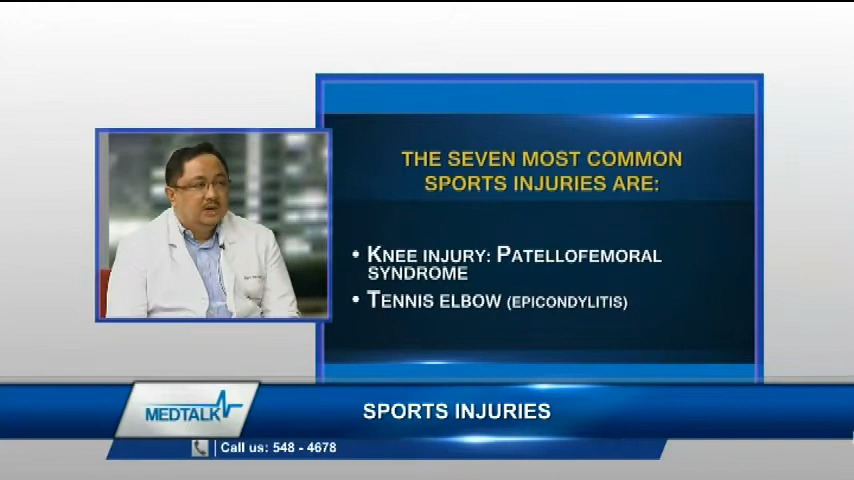 THE SEVEN MOST COMMON
SPORTS INJURIES ARE:
• KNEE INJURY: PATELLOFEMORAL
SYNDROME
• TENNIS ELBOW (EPICONDYLITIS)
MEDTALK
SPORTS INJURIES
Call us: 548 - 4678